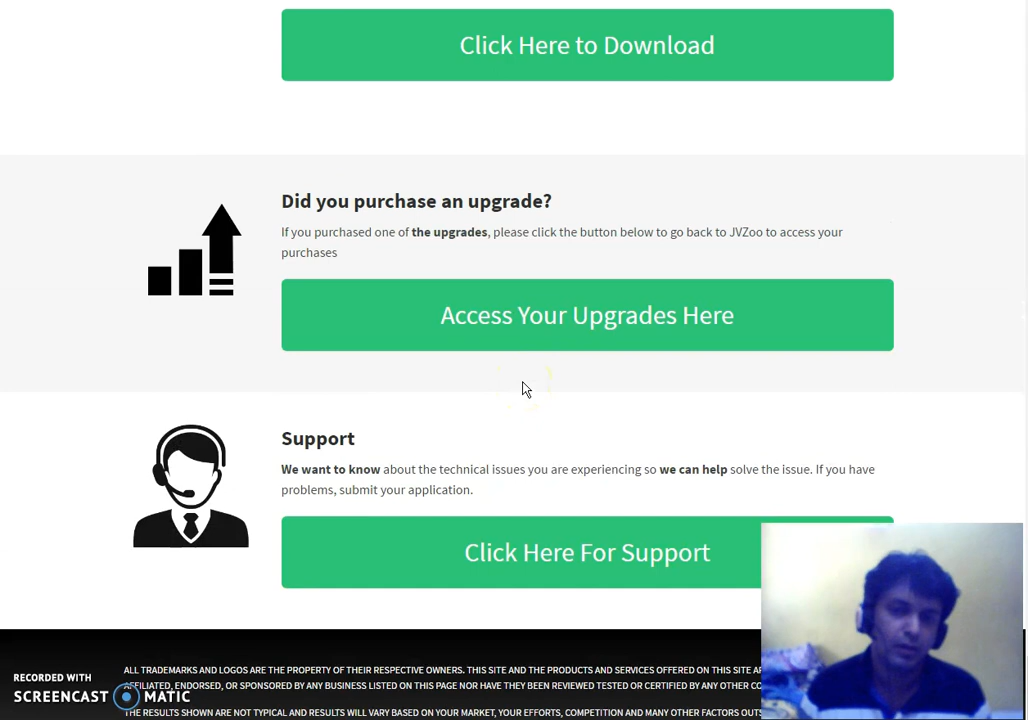 Click Here to Download
Did you purchase an upgrade?
If you purchased one of the upgrades, please click the button below to go back to JVZoo to access your
purchases
Access Your Upgrades Here
Support
We want to know about the technical issues you are experiencing so we can help solve the issue. If you have
problems, submit your application.
Click Here For Support
ALL TRADEMARKS AND LOGOS ARE THE PROPERTY OF THEIR RESPECTIVE OWNERS. THIS SITE AND THE PRODUCTS AND SERVICES OFFERED ON THIS SITE
AFFILIATED, ENDORSED, OR SPONSORED BY ANY BUSINESS LISTED ON THIS PAGE NOR HAVE THEY BEEN REVIEWED TESTED OR CERTIFIED BY ANY OTHER
THE RESULTS SHOWN ARE NOT TYPICAL AND RESULTS WILL VARY BASED ON YOUR MARKET, YOUR EFFORTS, COMPETITION AND MANY OTHER FACTORS
RECORDED WITH
SCREENCAST MATIC